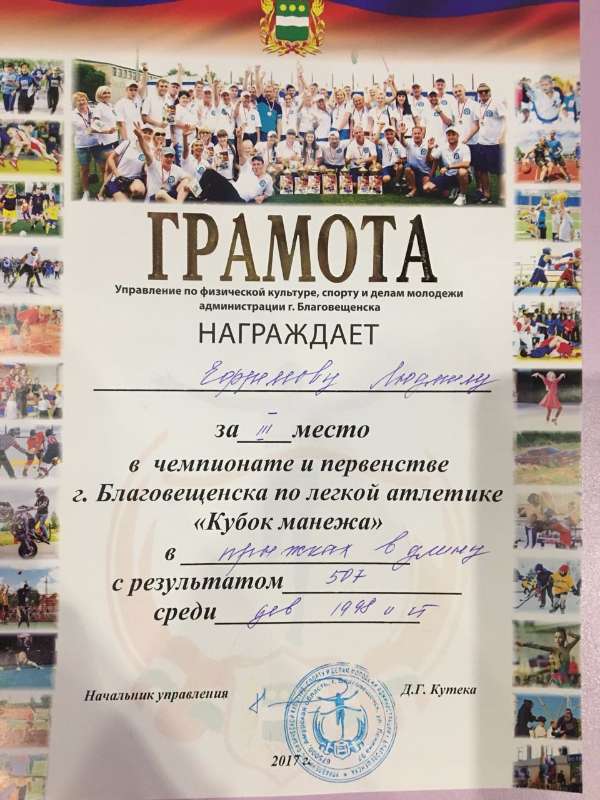 ГРАМОТА
Управление по физической культуре, спорту и делам молодежи
администрации г. Благовещенска
НАГРАЖДАЕТ
Ефимову Людмилу
за III место
в чемпионате и первенстве
г. Благовещенска по легкой атлетике
«Кубок манежа»
в прыжках в длину
с результатом 507
среди дев 1998 и ст
Начальник управления Д.Г. Кутека
2017 г.